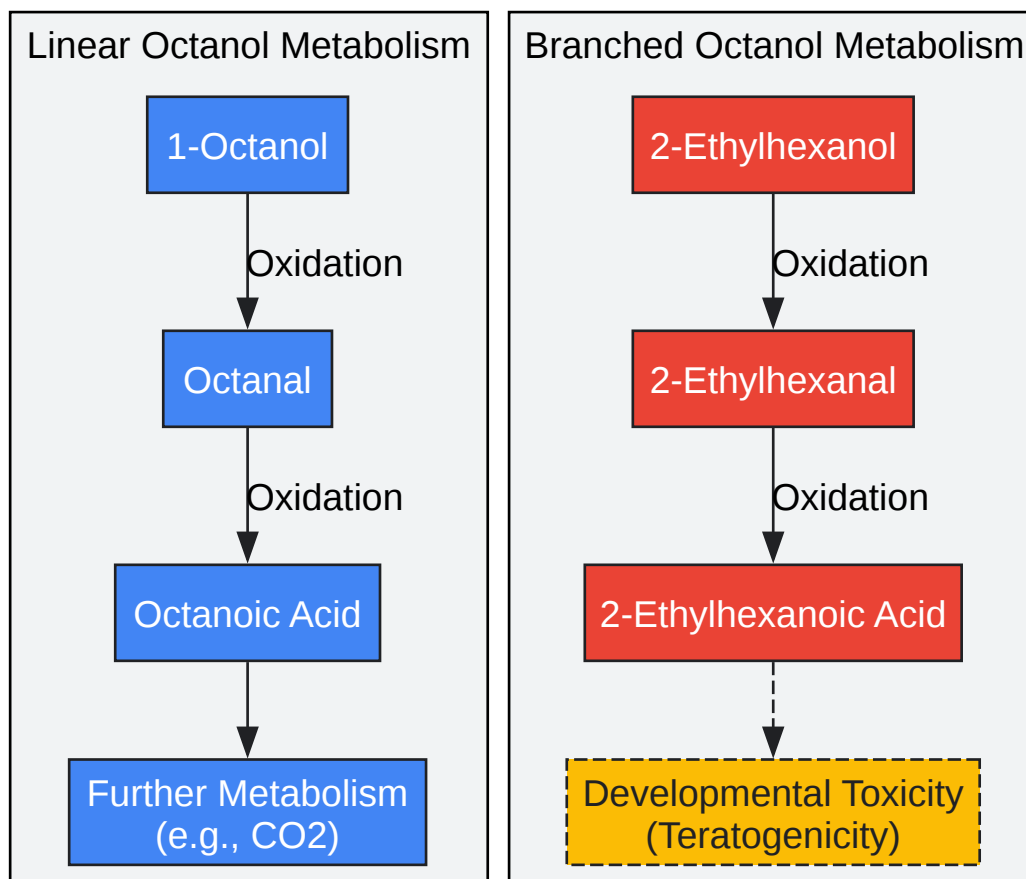 Linear Octanol Metabolism
1-Octanol
Oxidation
Octanal
Oxidation
Octanoic Acid
Further Metabolism
(e.g., CO2)
Branched Octanol Metabolism
2-Ethylhexanol
Oxidation
2-Ethylhexanal
Oxidation
2-Ethylhexanoic Acid
Developmental Toxicity
(Teratogenicity)